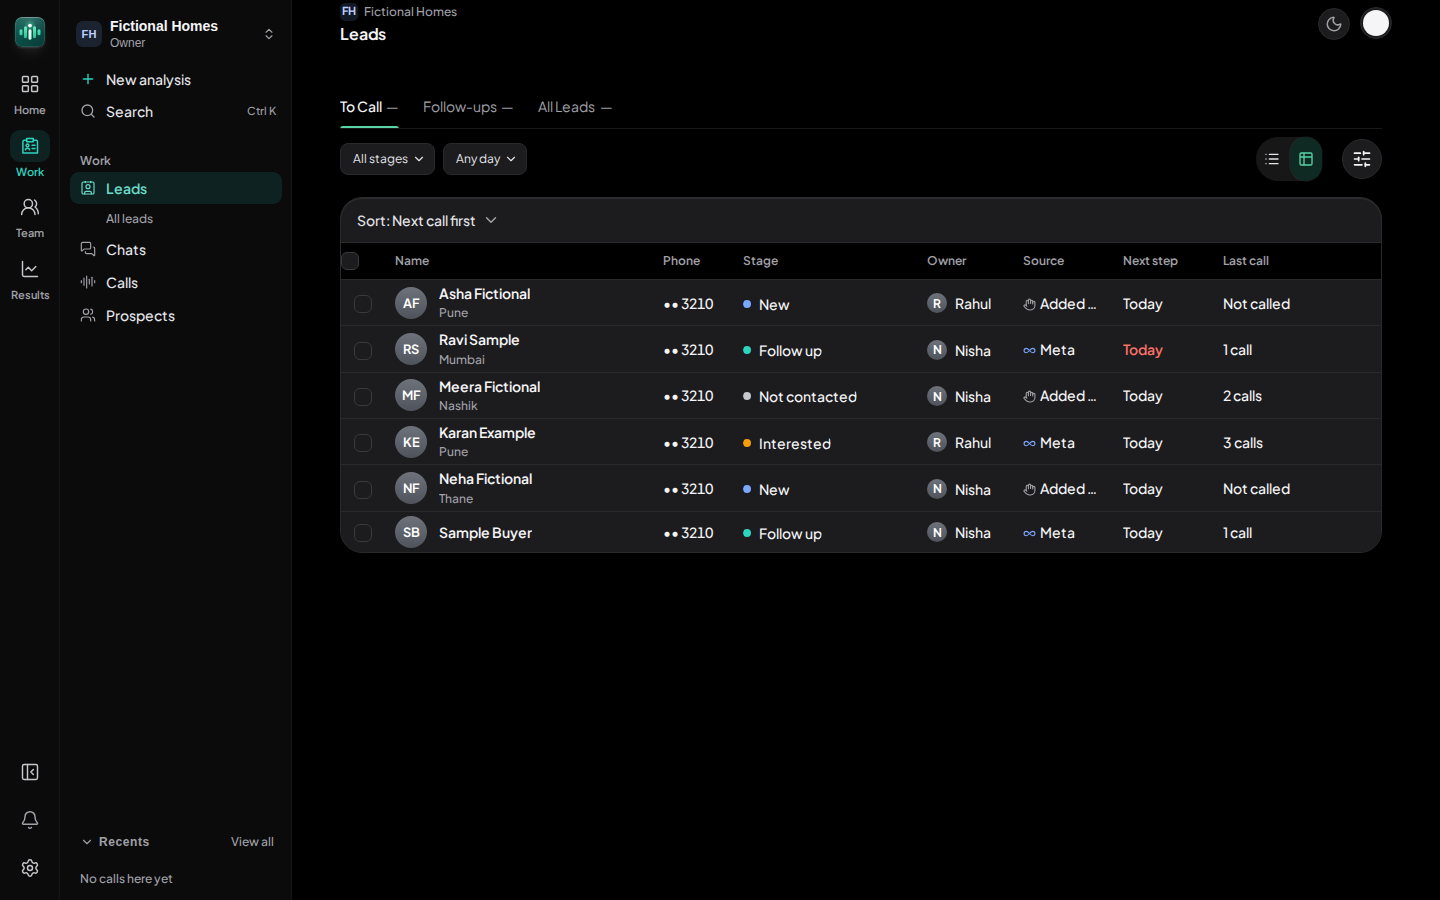 Home
Work
Team
Results
FH
Fictional Homes
Owner
New analysis
Search Ctrl K
Work
Leads
All leads
Chats
Calls
Prospects
Recents View all
No calls here yet
FH Fictional Homes
Leads
To Call — Follow-ups — All Leads —
All stages Any day
Sort: Next call first
Name Phone Stage Owner Source Next step Last call
AF Asha Fictional Pune •• 3210 New R Rahul Added ... Today Not called
RS Ravi Sample Mumbai •• 3210 Follow up N Nisha Meta Today 1 call
MF Meera Fictional Nashik •• 3210 Not contacted N Nisha Added ... Today 2 calls
KE Karan Example Pune •• 3210 Interested R Rahul Meta Today 3 calls
NF Neha Fictional Thane •• 3210 New N Nisha Added ... Today Not called
SB Sample Buyer •• 3210 Follow up N Nisha Meta Today 1 call